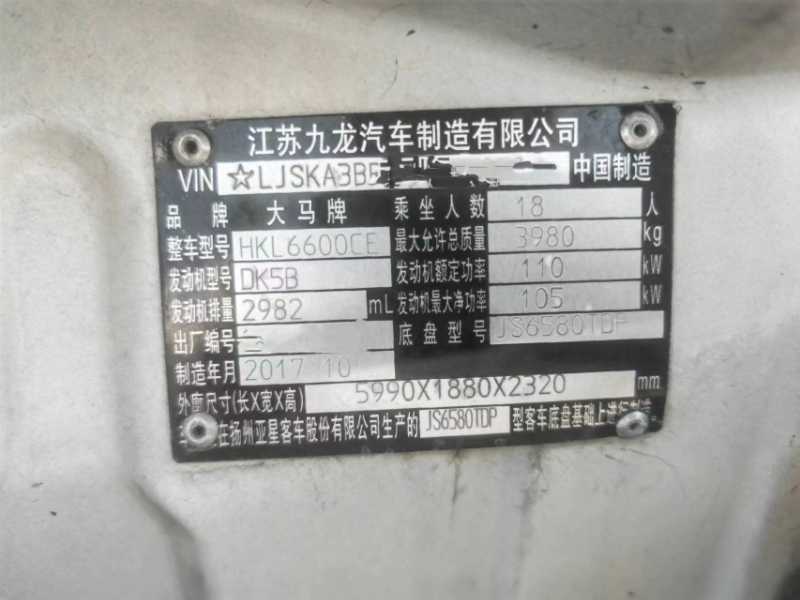 江苏九龙汽车制造有限公司
VIN ☆LJSKA3B5 中国制造
品牌 大马牌 乘坐人数 18 人
整车型号 HKL6600CE 最大允许总质量 3980 kg
发动机型号 DK5B 发动机额定功率 110 kW
发动机排量 2982 mL 发动机最大净功率 105 kW
出厂编号 底盘型号 JS6580TDP
制造年月 2017/10
外廓尺寸(长X宽X高) 5990X1880X2320 mm
在扬州亚星客车股份有限公司生产的 JS6580TDP 型客车底盘基础上进行制造